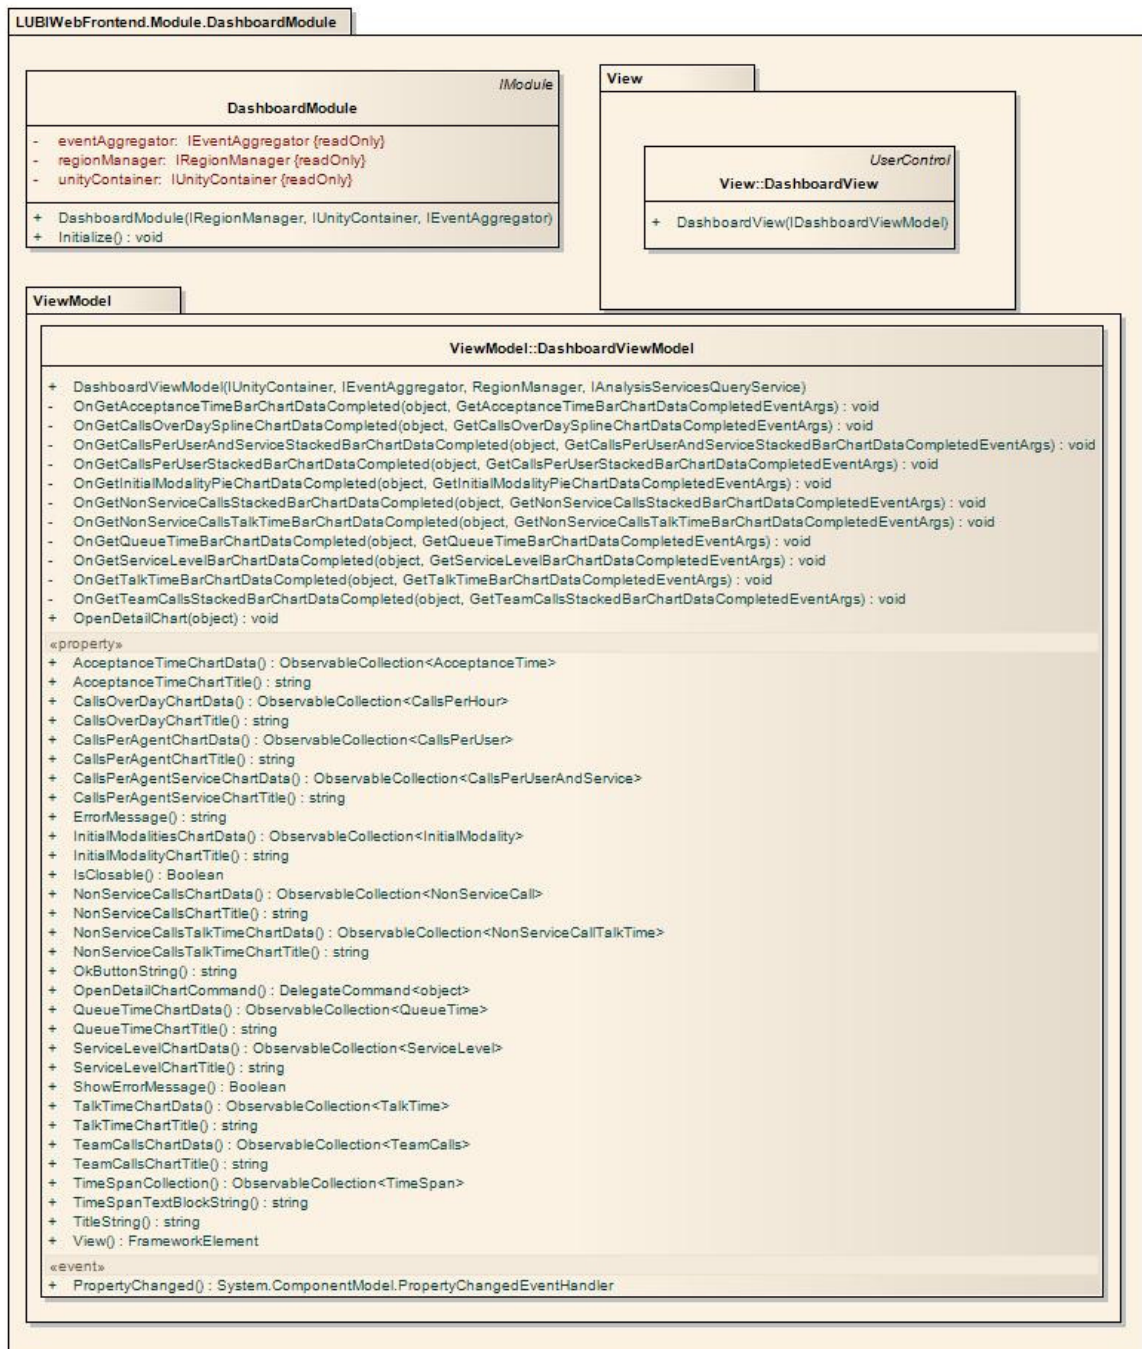 LUBIWebFrontend.Module.DashboardModule
IModule
DashboardModule
- eventAggregator: IEventAggregator {readOnly}
- regionManager: IRegionManager {readOnly}
- unityContainer: IUnityContainer {readOnly}
+ DashboardModule(IRegionManager, IUnityContainer, IEventAggregator)
+ Initialize() : void
View
UserControl
View::DashboardView
+ DashboardView(IDashboardViewModel)
ViewModel
ViewModel::DashboardViewModel
+ DashboardViewModel(IUnityContainer, IEventAggregator, RegionManager, IAnalysisServicesQueryService)
- OnGetAcceptanceTimeBarChartDataCompleted(object, GetAcceptanceTimeBarChartDataCompletedEventArgs) : void
- OnGetCallsOverDaySplineChartDataCompleted(object, GetCallsOverDaySplineChartDataCompletedEventArgs) : void
- OnGetCallsPerUserAndServiceStackedBarChartDataCompleted(object, GetCallsPerUserAndServiceStackedBarChartDataCompletedEventArgs) : void
- OnGetCallsPerUserStackedBarChartDataCompleted(object, GetCallsPerUserStackedBarChartDataCompletedEventArgs) : void
- OnGetInitialModalityPieChartDataCompleted(object, GetInitialModalityPieChartDataCompletedEventArgs) : void
- OnGetNonServiceCallsStackedBarChartDataCompleted(object, GetNonServiceCallsStackedBarChartDataCompletedEventArgs) : void
- OnGetNonServiceCallsTalkTimeBarChartDataCompleted(object, GetNonServiceCallsTalkTimeBarChartDataCompletedEventArgs) : void
- OnGetQueueTimeBarChartDataCompleted(object, GetQueueTimeBarChartDataCompletedEventArgs) : void
- OnGetServiceLevelBarChartDataCompleted(object, GetServiceLevelBarChartDataCompletedEventArgs) : void
- OnGetTalkTimeBarChartDataCompleted(object, GetTalkTimeBarChartDataCompletedEventArgs) : void
- OnGetTeamCallsStackedBarChartDataCompleted(object, GetTeamCallsStackedBarChartDataCompletedEventArgs) : void
+ OpenDetailChart(object) : void
«property»
+ AcceptanceTimeChartData() : ObservableCollection<AcceptanceTime>
+ AcceptanceTimeChartTitle() : string
+ CallsOverDayChartData() : ObservableCollection<CallsPerHour>
+ CallsOverDayChartTitle() : string
+ CallsPerAgentChartData() : ObservableCollection<CallsPerUser>
+ CallsPerAgentChartTitle() : string
+ CallsPerAgentServiceChartData() : ObservableCollection<CallsPerUserAndService>
+ CallsPerAgentServiceChartTitle() : string
+ ErrorMessage() : string
+ InitialModalitiesChartData() : ObservableCollection<InitialModality>
+ InitialModalityChartTitle() : string
+ IsClosable() : Boolean
+ NonServiceCallsChartData() : ObservableCollection<NonServiceCall>
+ NonServiceCallsChartTitle() : string
+ NonServiceCallsTalkTimeChartData() : ObservableCollection<NonServiceCallTalkTime>
+ NonServiceCallsTalkTimeChartTitle() : string
+ OkButtonString() : string
+ OpenDetailChartCommand() : DelegateCommand<object>
+ QueueTimeChartData() : ObservableCollection<QueueTime>
+ QueueTimeChartTitle() : string
+ ServiceLevelChartData() : ObservableCollection<ServiceLevel>
+ ServiceLevelChartTitle() : string
+ ShowErrorMessage() : Boolean
+ TalkTimeChartData() : ObservableCollection<TalkTime>
+ TalkTimeChartTitle() : string
+ TeamCallsChartData() : ObservableCollection<TeamCalls>
+ TeamCallsChartTitle() : string
+ TimeSpanCollection() : ObservableCollection<TimeSpan>
+ TimeSpanTextBlockString() : string
+ TitleString() : string
+ View() : FrameworkElement
«event»
+ PropertyChanged() : System.ComponentModel.PropertyChangedEventHandler